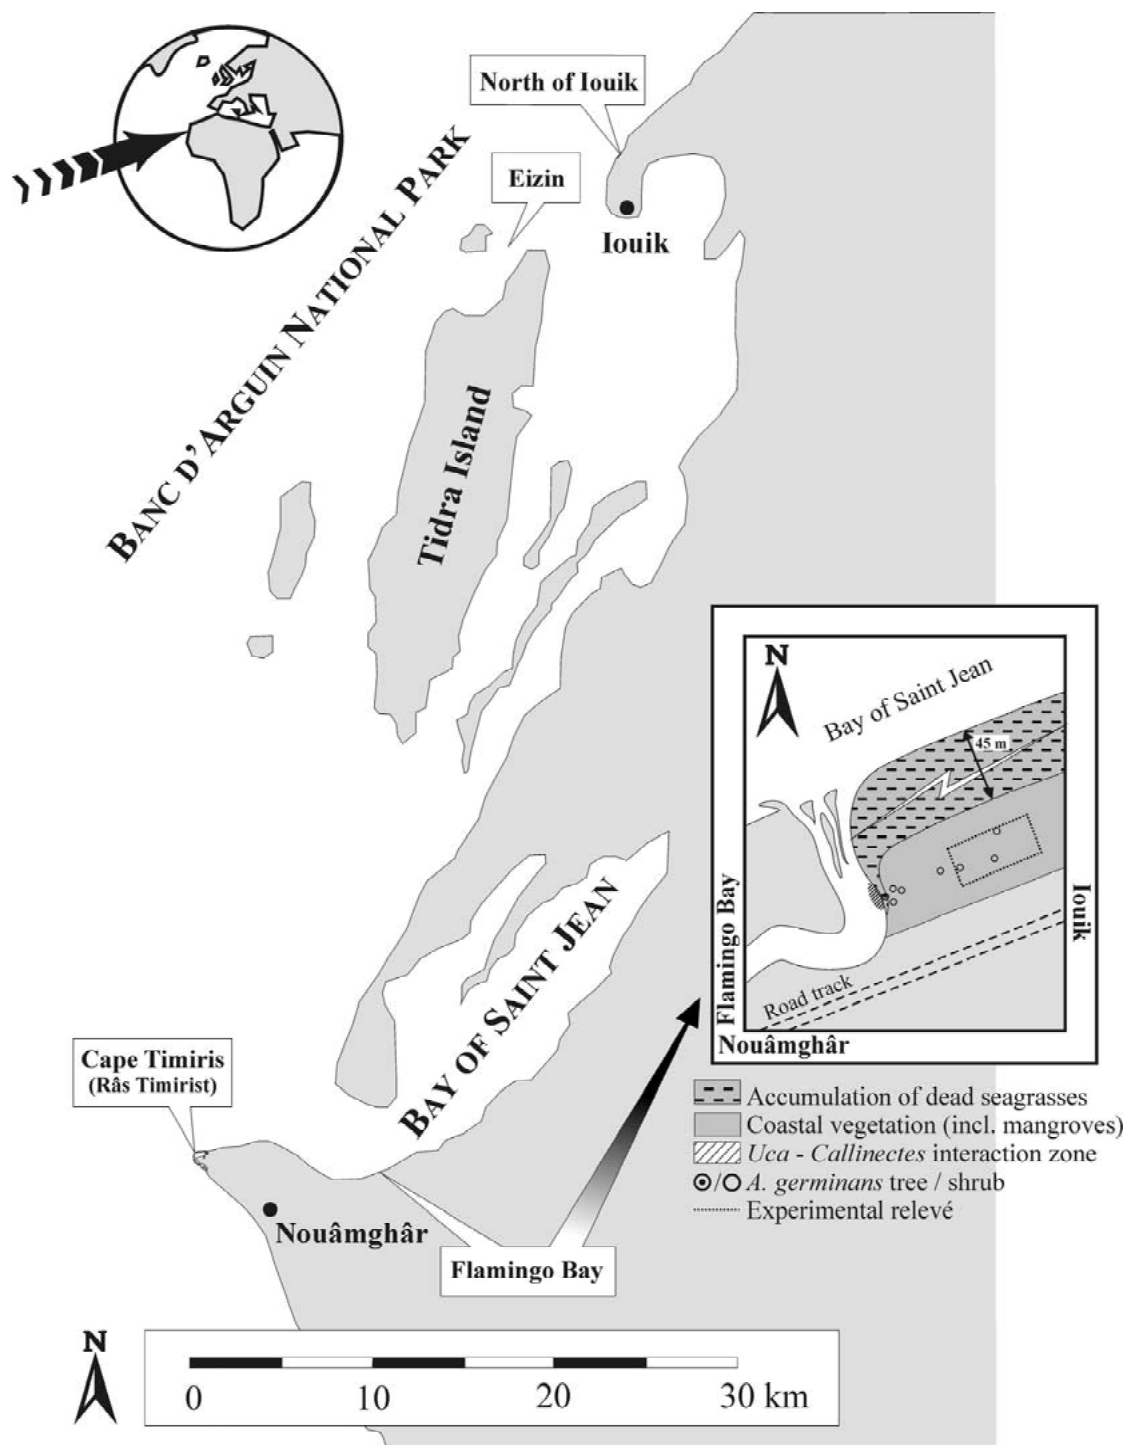 North of Iouik
Eizin
Iouik
BANC D'ARGUIN NATIONAL PARK
Tidra Island
N
Bay of Saint Jean
45 m
Flamingo Bay
Iouik
Road track
Nouâmghâr
BAY OF SAINT JEAN
Cape Timiris
(Râs Timirist)
Nouâmghâr
Flamingo Bay
Accumulation of dead seagrasses
Coastal vegetation (incl. mangroves)
Uca - Callinectes interaction zone
/ A. germinans tree / shrub
Experimental relevé
N
0 10 20 30 km